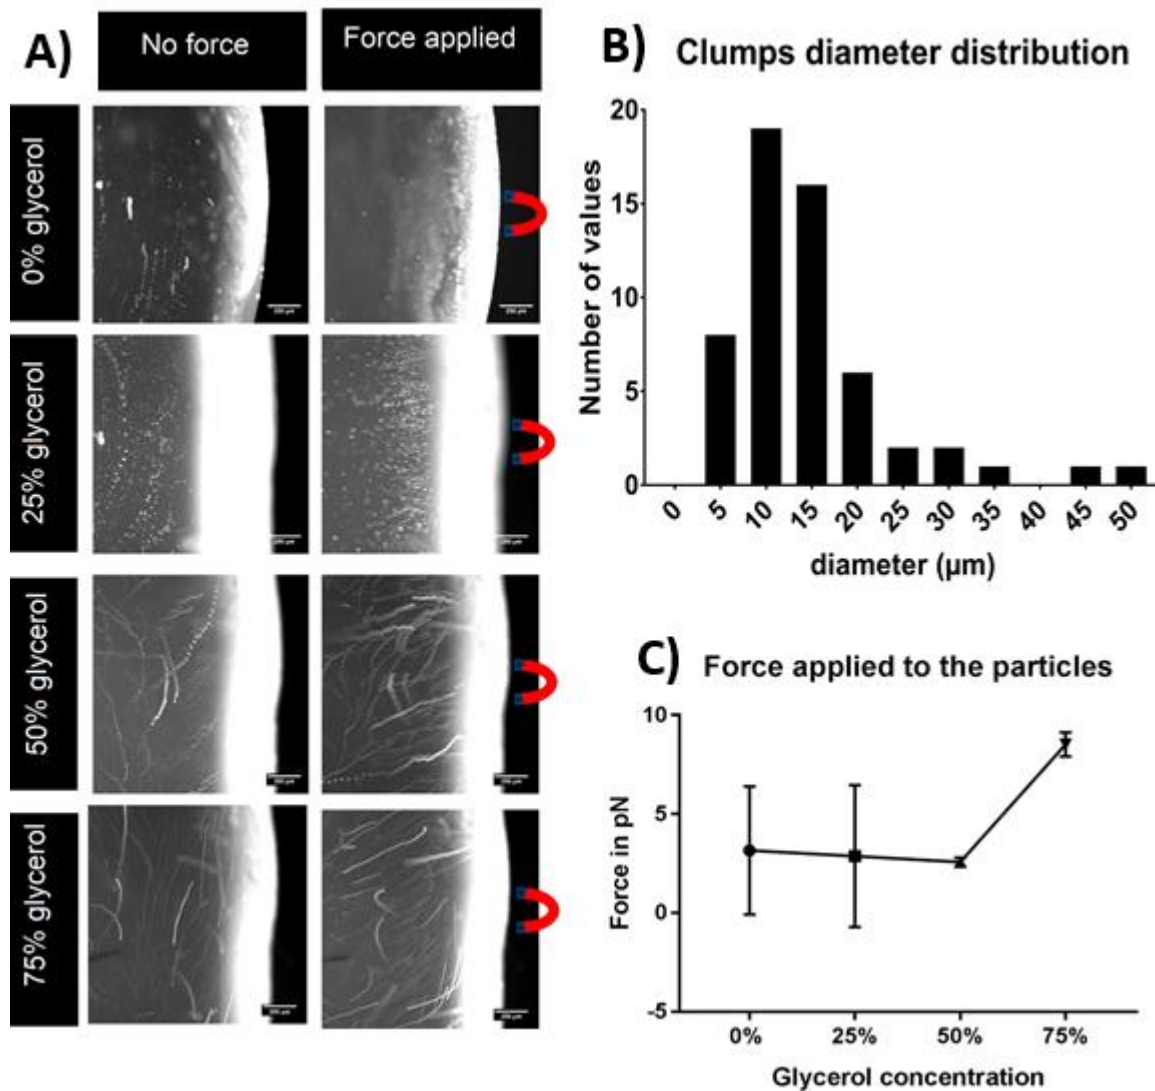 A)
No force
Force applied
0% glycerol
25% glycerol
50% glycerol
75% glycerol
B)
Clumps diameter distribution
Number of values
20
15
10
5
0
0 5 10 15 20 25 30 35 40 45 50
diameter (µm)
C)
Force applied to the particles
Force in pN
10
5
0
-5
0% 25% 50% 75%
Glycerol concentration